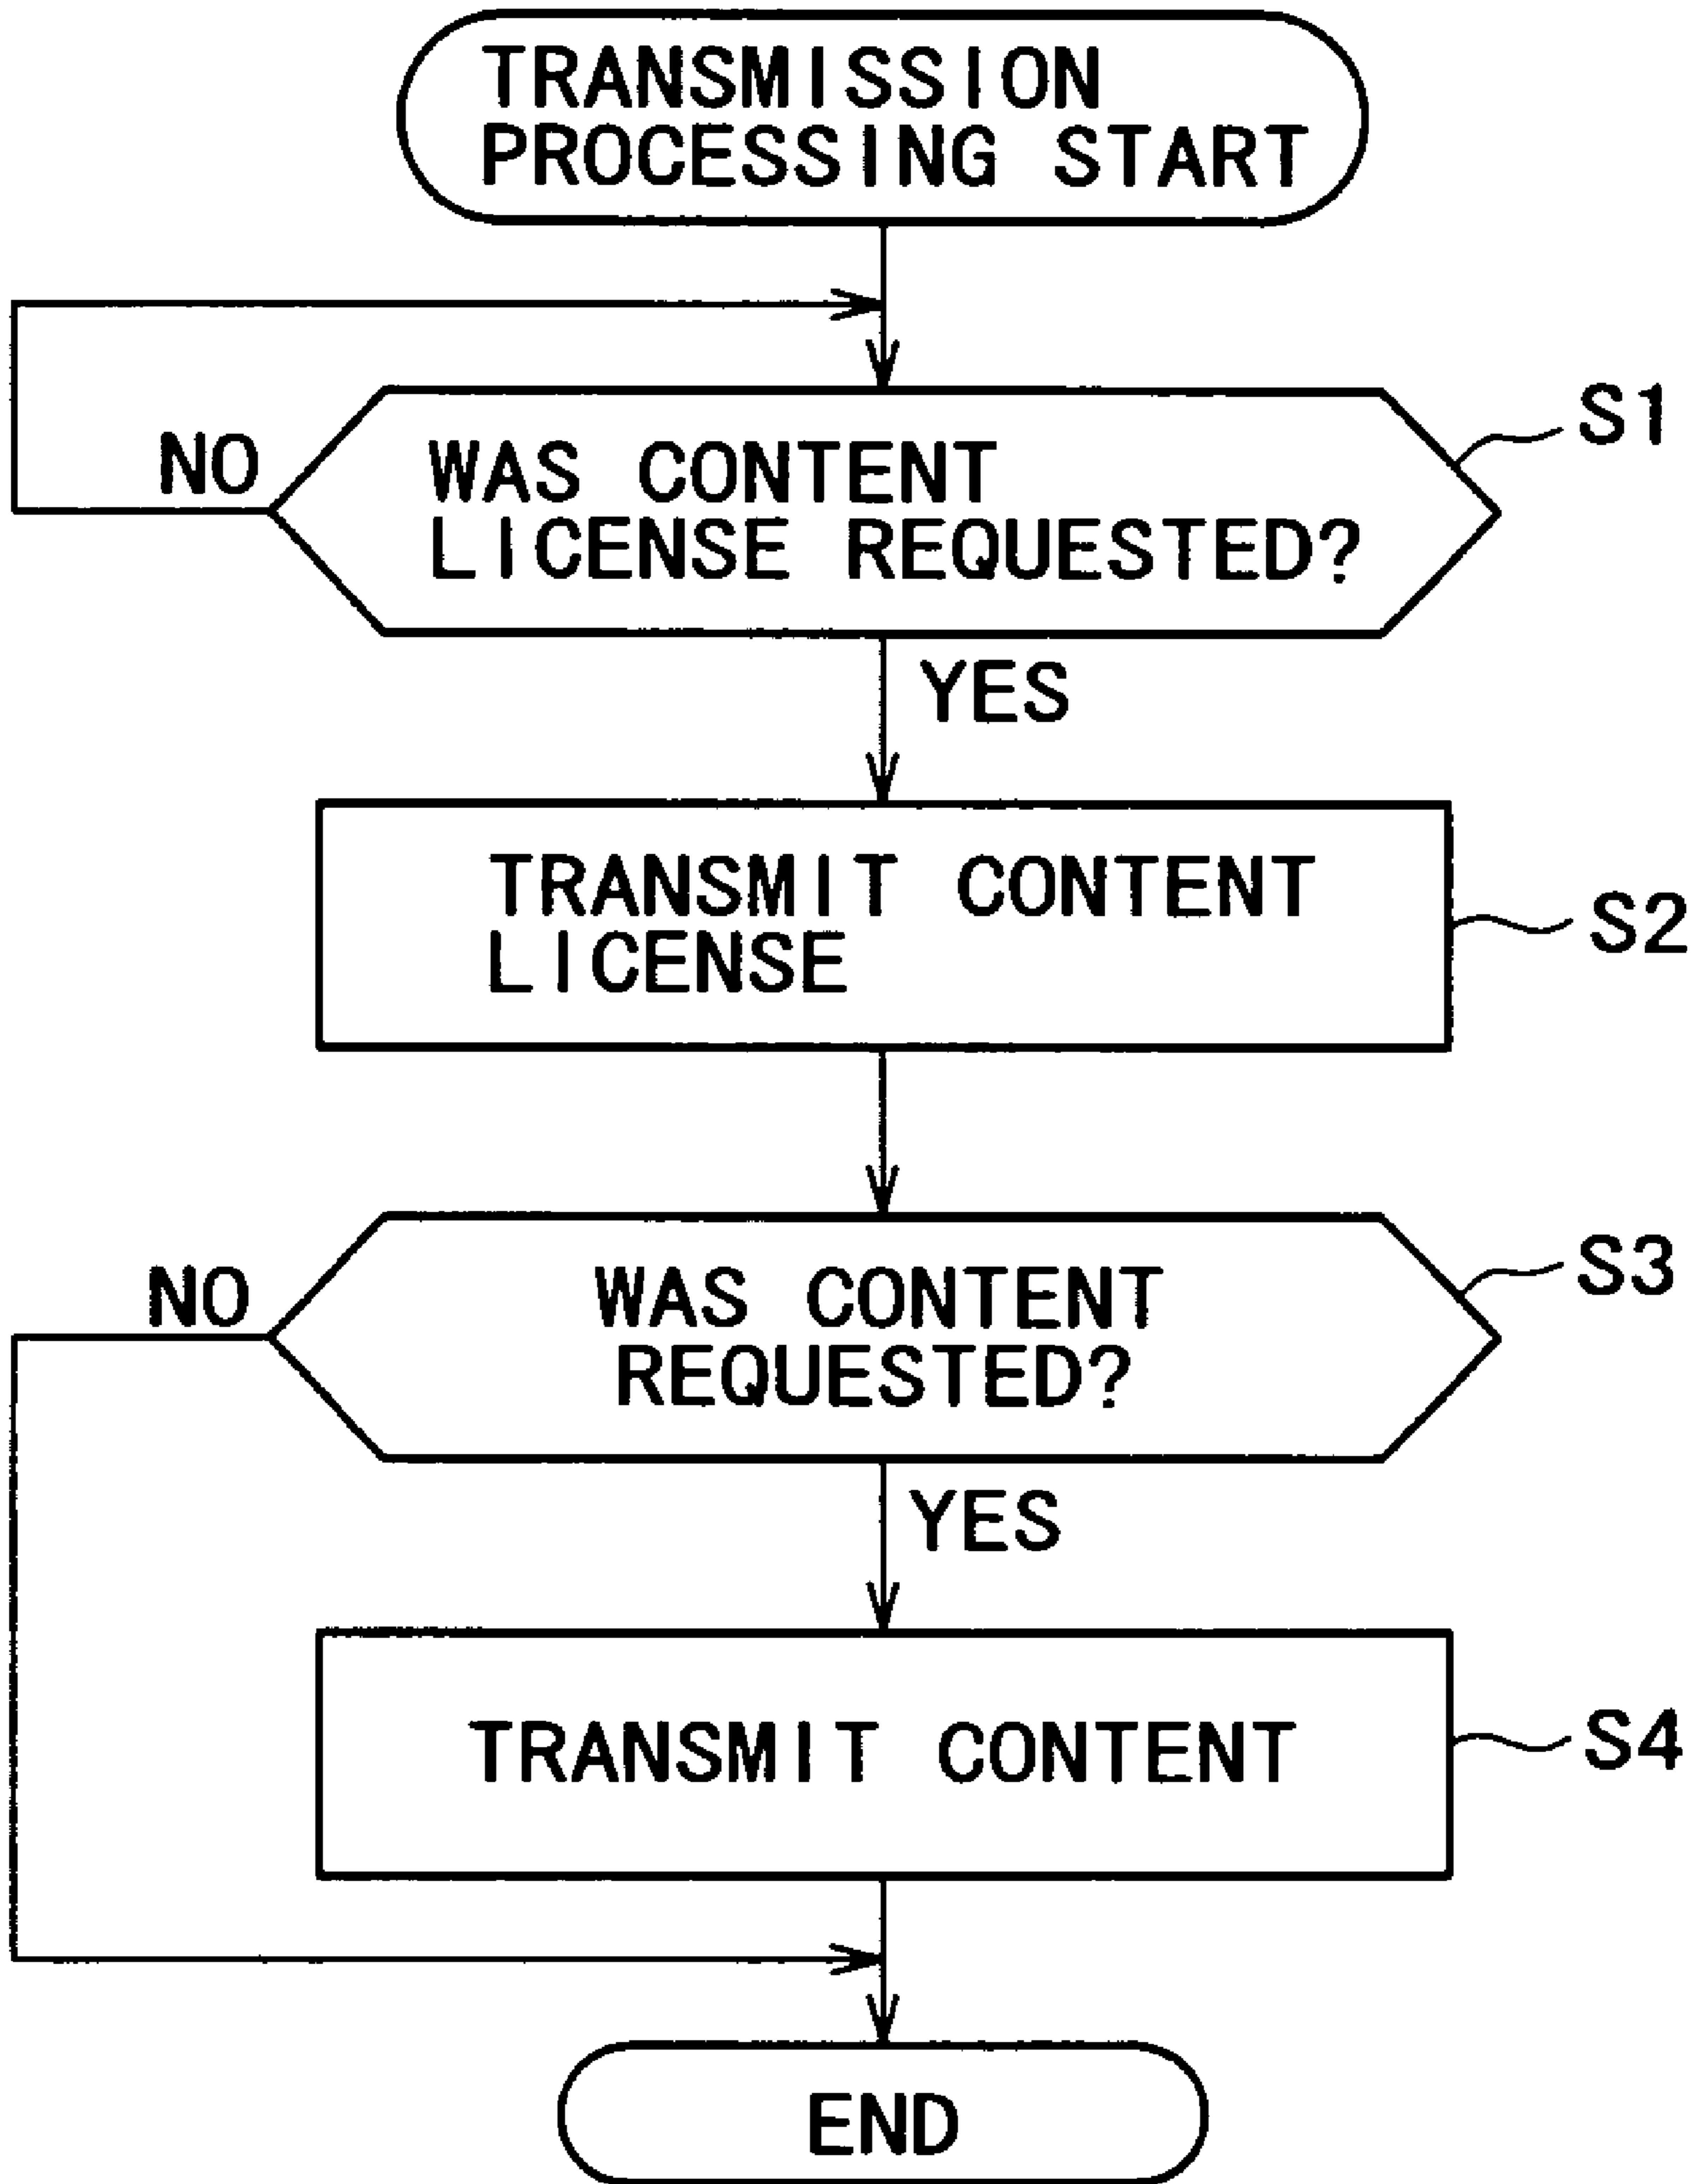 TRANSMISSION
PROCESSING START
S1
NO
WAS CONTENT
LICENSE REQUESTED?
YES
TRANSMIT CONTENT
LICENSE
S2
S3
NO
WAS CONTENT
REQUESTED?
YES
TRANSMIT CONTENT
S4
END